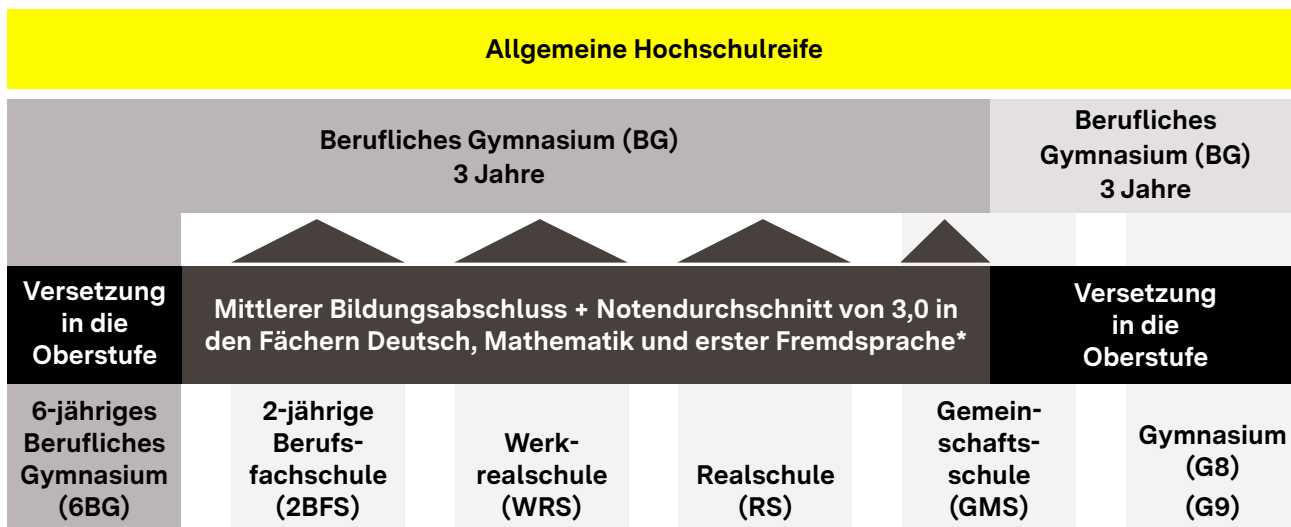 Allgemeine Hochschulreife
Berufliches Gymnasium (BG)
3 Jahre
Berufliches
Gymnasium (BG)
3 Jahre
Versetzung
in die
Oberstufe
Mittlerer Bildungsabschluss + Notendurchschnitt von 3,0 in
den Fächern Deutsch, Mathematik und erster Fremdsprache*
Versetzung
in die
Oberstufe
6-jähriges
Berufliches
Gymnasium
(6BG)
2-jährige
Berufs-
fachschule
(2BFS)
Werk-
realschule
(WRS)
Realschule
(RS)
Gemein-
schafts-
schule
(GMS)
Gymnasium
(G8)
(G9)